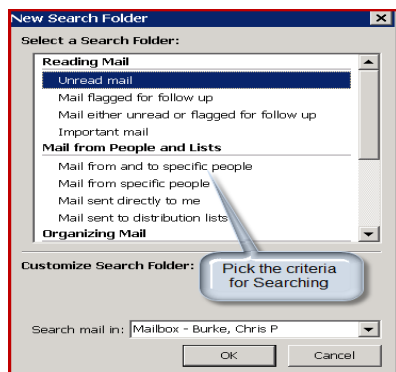 New Search Folder
Select a Search Folder:
Reading Mail
Unread mail
Mail flagged for follow up
Mail either unread or flagged for follow up
Important mail
Mail from People and Lists
Mail from and to specific people
Mail from specific people
Mail sent directly to me
Mail sent to distribution lists
Organizing Mail
Customize Search Folder:
Pick the criteria
for Searching
Search mail in: Mailbox - Burke, Chris P
OK Cancel